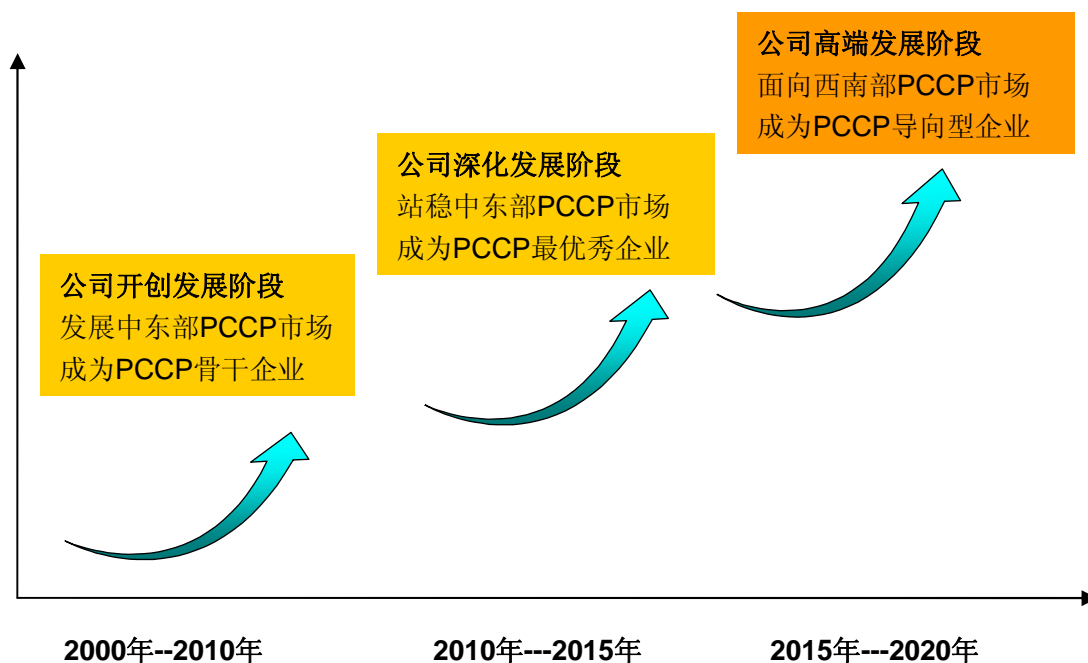 公司高端发展阶段
面向西南部PCCP市场
成为PCCP导向型企业
公司深化发展阶段
站稳中东部PCCP市场
成为PCCP最优秀企业
公司开创发展阶段
发展中东部PCCP市场
成为PCCP骨干企业
2000年--2010年
2010年---2015年
2015年---2020年